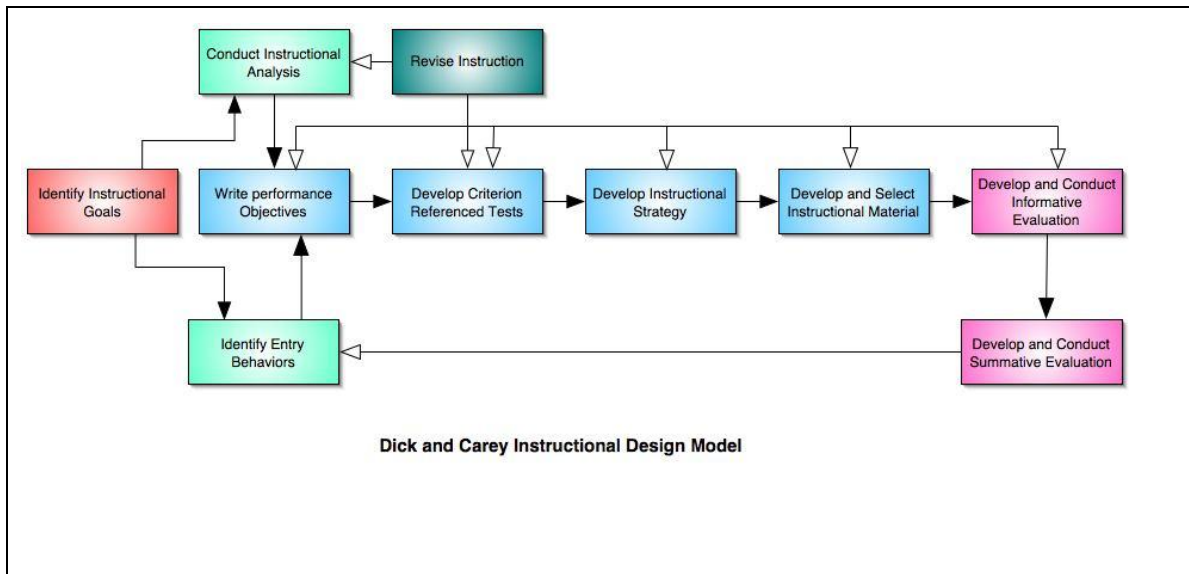 Conduct Instructional
Analysis
Revise Instruction
Identify Instructional
Goals
Write performance
Objectives
Develop Criterion
Referenced Tests
Develop Instructional
Strategy
Develop and Select
Instructional Material
Develop and Conduct
Informative
Evaluation
Identify Entry
Behaviors
Develop and Conduct
Summative Evaluation
Dick and Carey Instructional Design Model